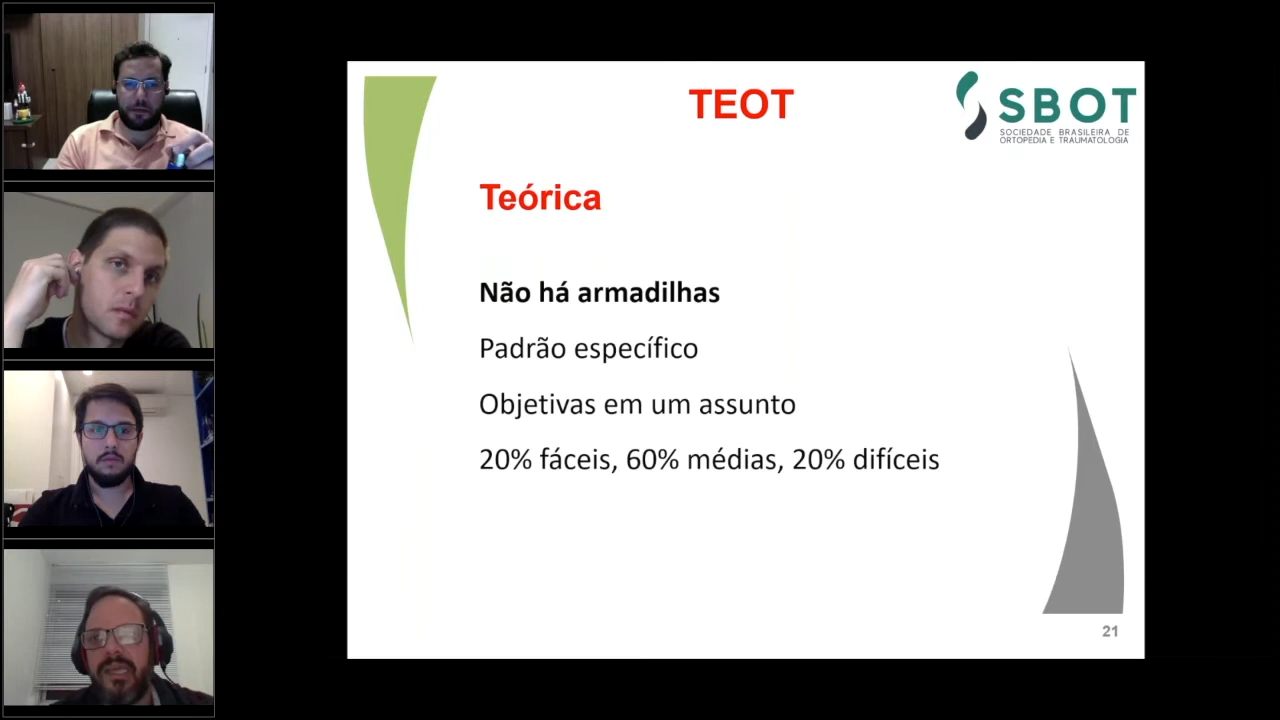 TEOT
SBOT
SOCIEDADE BRASILEIRA DE
ORTOPEDIA E TRAUMATOLOGIA
Teórica
Não há armadilhas
Padrão específico
Objetivas em um assunto
20% fáceis, 60% médias, 20% difíceis
21